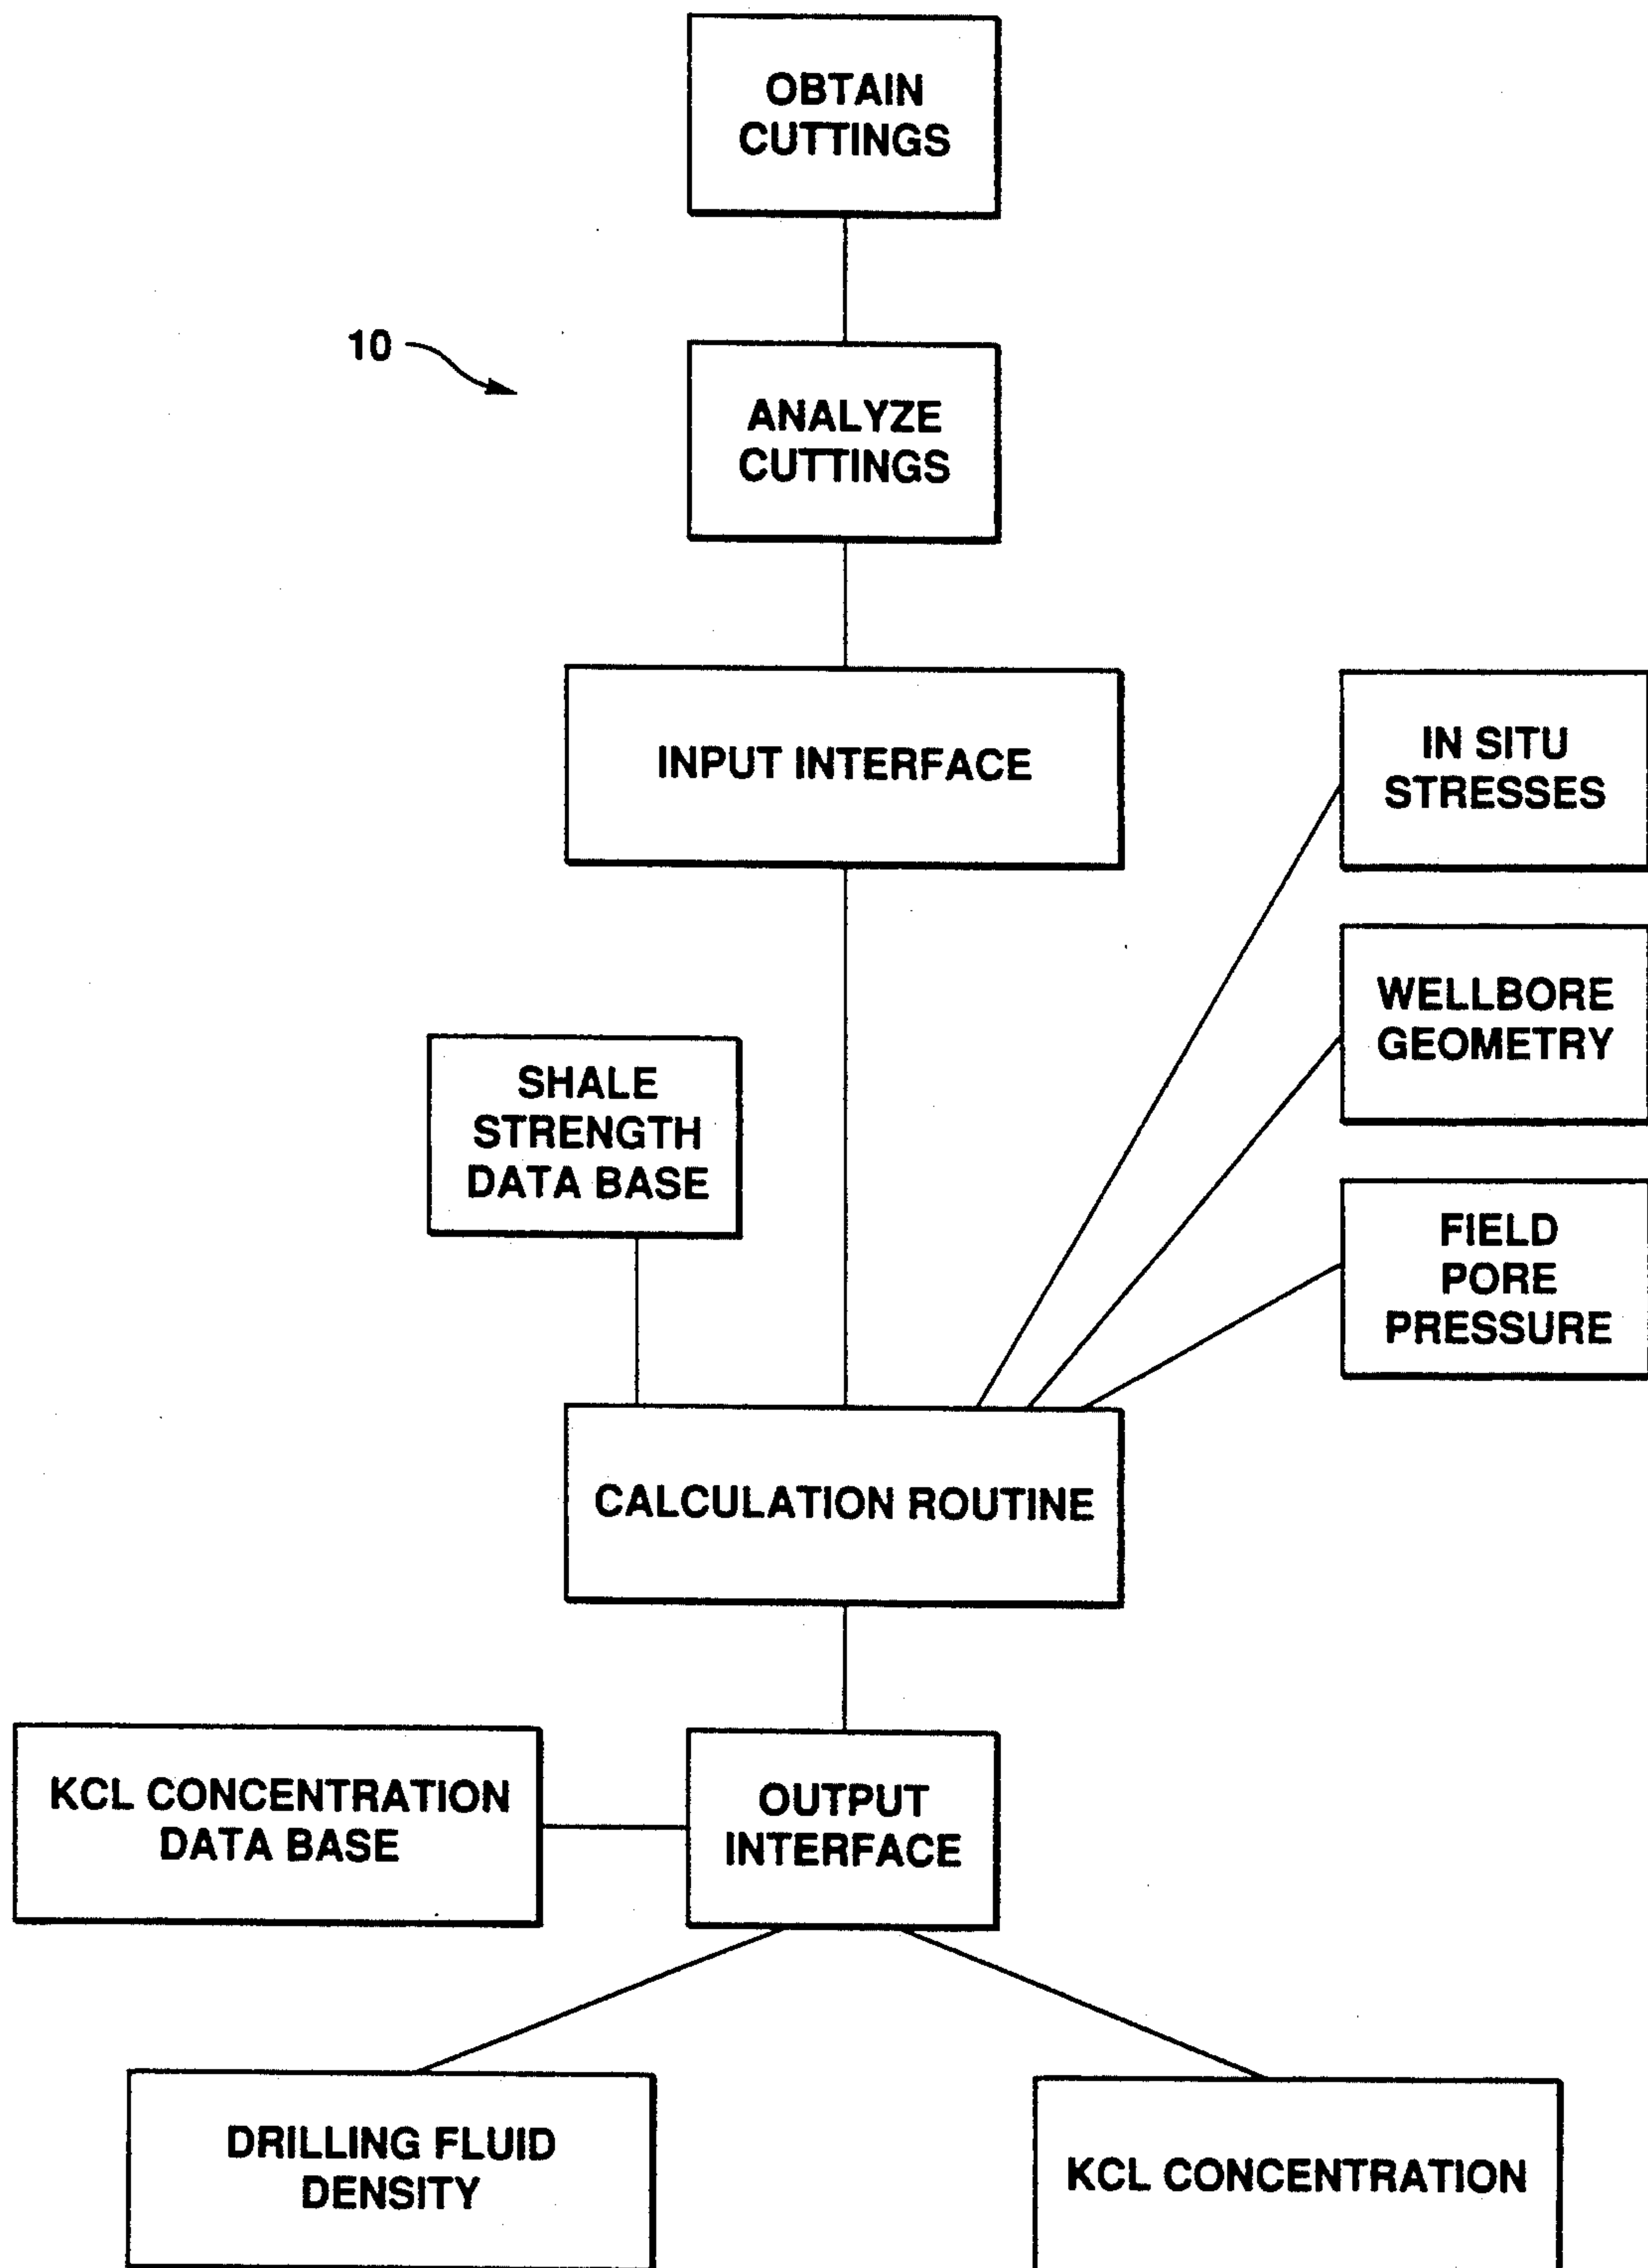 OBTAIN
CUTTINGS
10
ANALYZE
CUTTINGS
INPUT INTERFACE
IN SITU
STRESSES
WELLBORE
GEOMETRY
SHALE
STRENGTH
DATA BASE
FIELD
PORE
PRESSURE
CALCULATION ROUTINE
KCL CONCENTRATION
DATA BASE
OUTPUT
INTERFACE
DRILLING FLUID
DENSITY
KCL CONCENTRATION